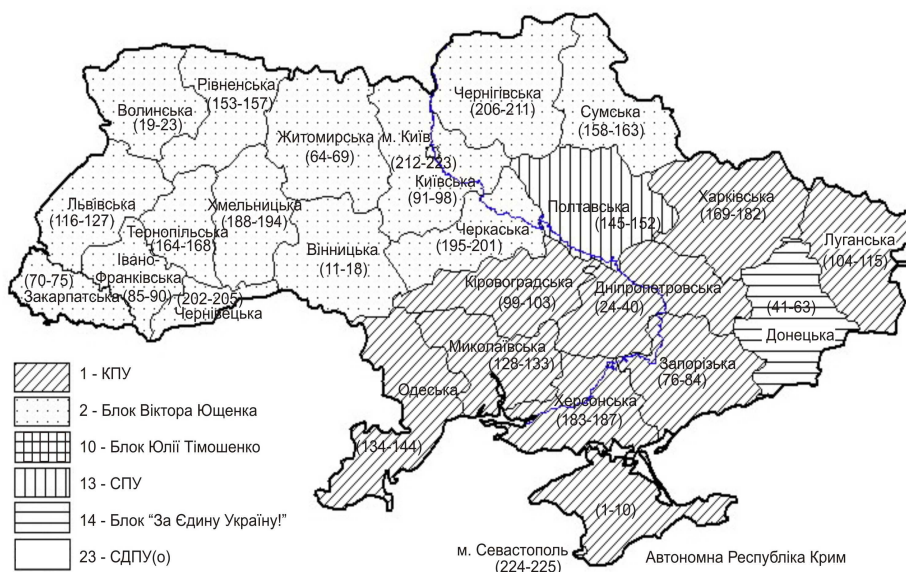 Рівненська
(153-157)
Волинська
(19-23)
Чернігівська
(206-211)
Сумська
(158-163)
Житомирська
(64-69)
м. Київ
(212-223)
Київська
(91-98)
Львівська
(116-127)
Хмельницька
(188-194)
Тернопільська
(164-168)
Вінницька
(11-18)
Черкаська
(195-201)
Полтавська
(145-152)
Харківська
(169-182)
Луганська
(104-115)
Івано-
Франківська
(85-90)
(70-75)
Закарпатська
(202-205)
Чернівецька
Кіровоградська
(99-103)
Дніпропетровська
(24-40)
(41-63)
Донецька
Миколаївська
(128-133)
Запорізька
(76-84)
Одеська
(134-144)
Херсонська
(183-187)
(1-10)
м. Севастополь
(224-225)
Автономна Республіка Крим
1 - КПУ
2 - Блок Віктора Ющенка
10 - Блок Юлії Тімошенко
13 - СПУ
14 - Блок “За Єдину Україну!”
23 - СДПУ(о)